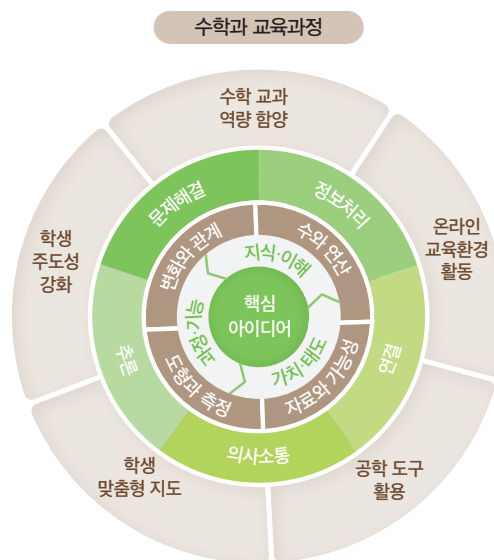 수학과 교육과정
수학 교과
역량 함양
온라인
교육환경
활동
공학 도구
활용
학생
맞춤형 지도
학생
주도성
강화
문제해결
정보처리
연결
의사소통
추론
변화와 관계
수와 연산
자료와 가능성
도형과 측정
지식·이해
가치·태도
과정·기능
핵심
아이디어